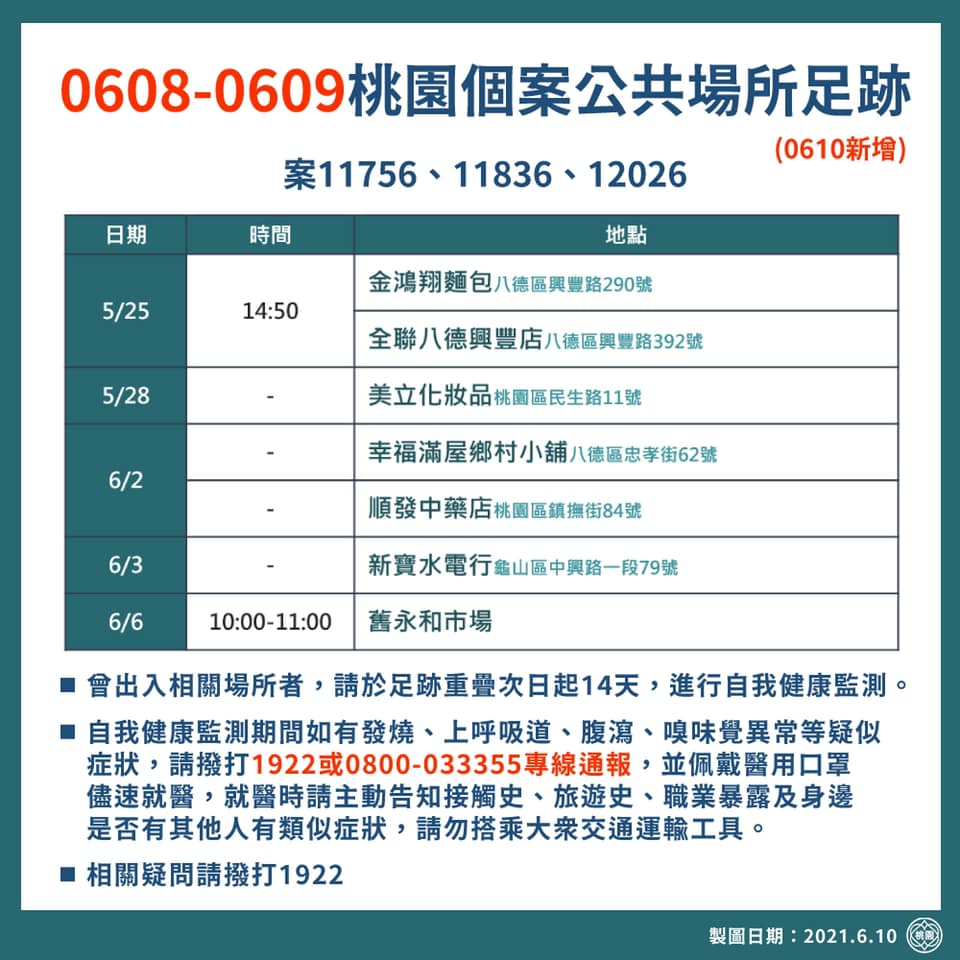 0608-0609桃園個案公共場所足跡
(0610新增)
案11756、11836、12026
日期 時間 地點
5/25 14:50 金鴻翔麵包八德區興豐路290號
全聯八德興豐店八德區興豐路392號
5/28 - 美立化妝品桃園區民生路11號
6/2 - 幸福滿屋鄉村小舖八德區忠孝街62號
- 順發中藥店桃園區鎮撫街84號
6/3 - 新寶水電行龜山區中興路一段79號
6/6 10:00-11:00 舊永和市場
■ 曾出入相關場所者，請於足跡重疊次日起14天，進行自我健康監測。
■ 自我健康監測期間如有發燒、上呼吸道、腹瀉、嗅味覺異常等疑似
症狀，請撥打1922或0800-033355專線通報，並佩戴醫用口罩
儘速就醫，就醫時請主動告知接觸史、旅遊史、職業暴露及身邊
是否有其他人有類似症狀，請勿搭乘大眾交通運輸工具。
■ 相關疑問請撥打1922
製圖日期：2021.6.10 桃園